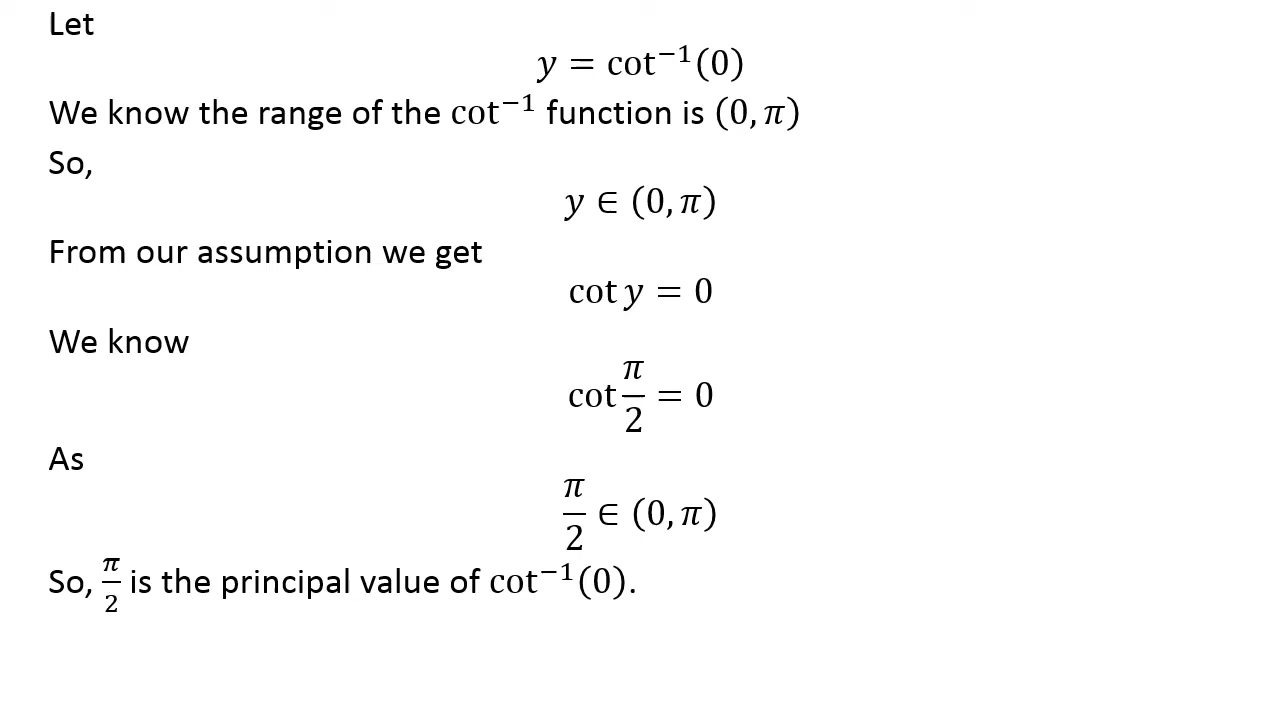 Let
y = cot⁻¹(0)
We know the range of the cot⁻¹ function is (0, π)
So,
y ∈ (0, π)
From our assumption we get
cot y = 0
We know
cot π/2 = 0
As
π/2 ∈ (0, π)
So, π/2 is the principal value of cot⁻¹(0).